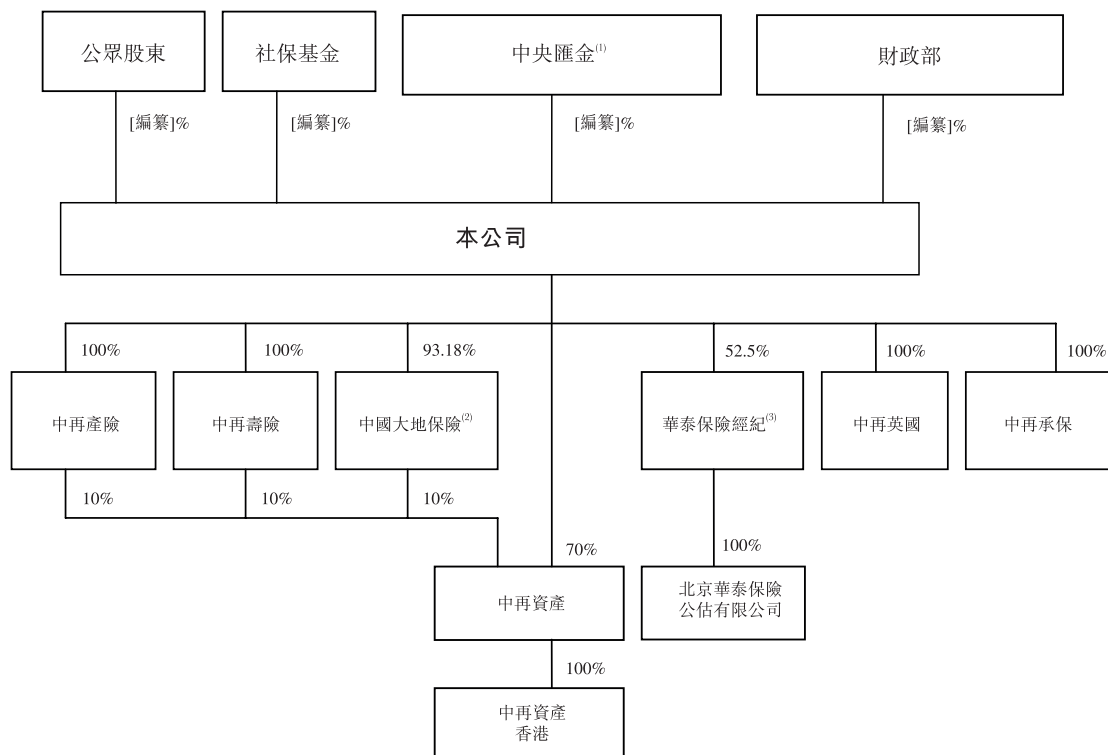 公眾股東
社保基金
中央匯金(1)
財政部
[編纂]%
[編纂]%
[編纂]%
[編纂]%
本公司
100%
100%
93.18%
52.5%
100%
100%
中再產險
中再壽險
中國大地保險(2)
華泰保險經紀(3)
中再英國
中再承保
10%
10%
10%
70%
100%
中再資產
北京華泰保險
公估有限公司
100%
中再資產
香港